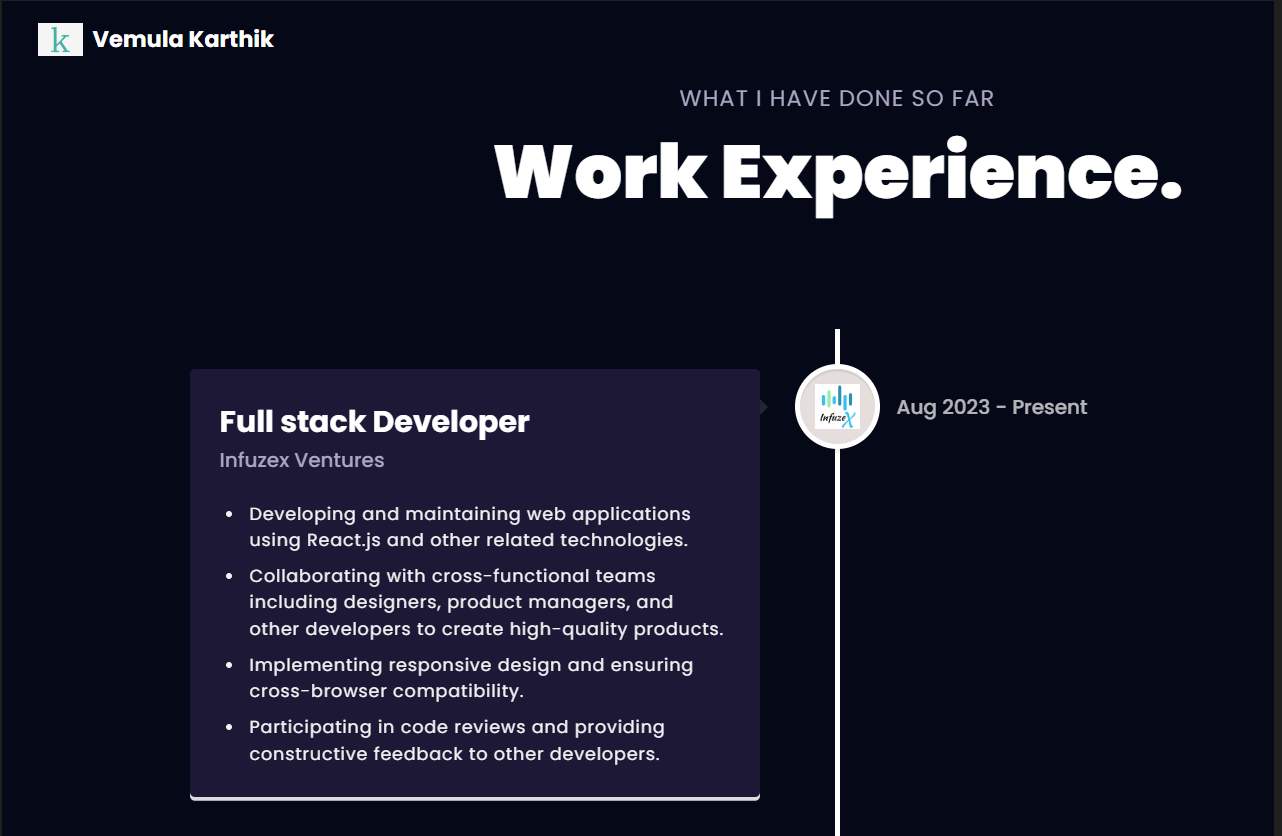 k Vemula Karthik
WHAT I HAVE DONE SO FAR
Work Experience.
Full stack Developer
Infuzex Ventures
• Developing and maintaining web applications
using React.js and other related technologies.
• Collaborating with cross-functional teams
including designers, product managers, and
other developers to create high-quality products.
• Implementing responsive design and ensuring
cross-browser compatibility.
• Participating in code reviews and providing
constructive feedback to other developers.
InfuzeX
Aug 2023 - Present